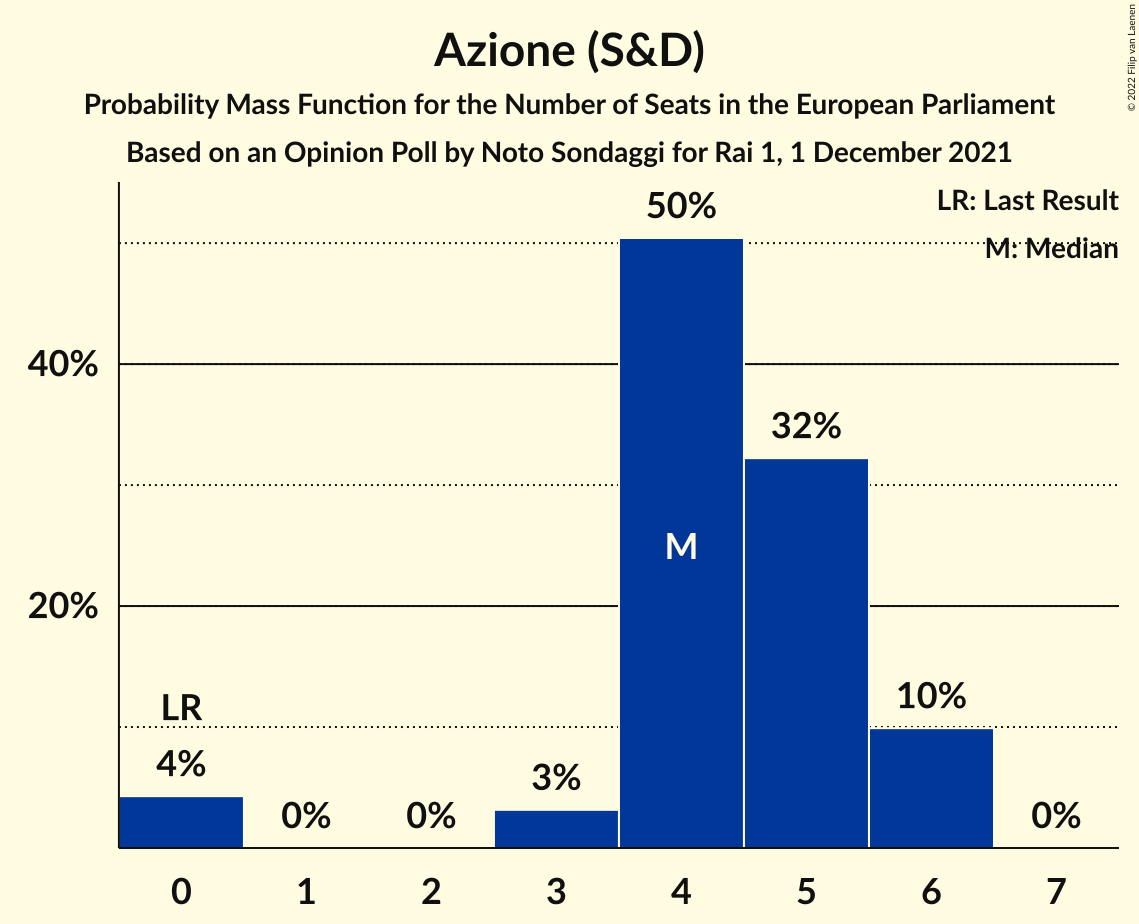 Azione (S&D)
Probability Mass Function for the Number of Seats in the European Parliament
Based on an Opinion Poll by Noto Sondaggi for Rai 1, 1 December 2021
© 2022 Filip van Laenen
LR: Last Result
M: Median
50%
40%
32%
M
20%
LR
10%
4%
3%
0%
0%
0%
0 1 2 3 4 5 6 7